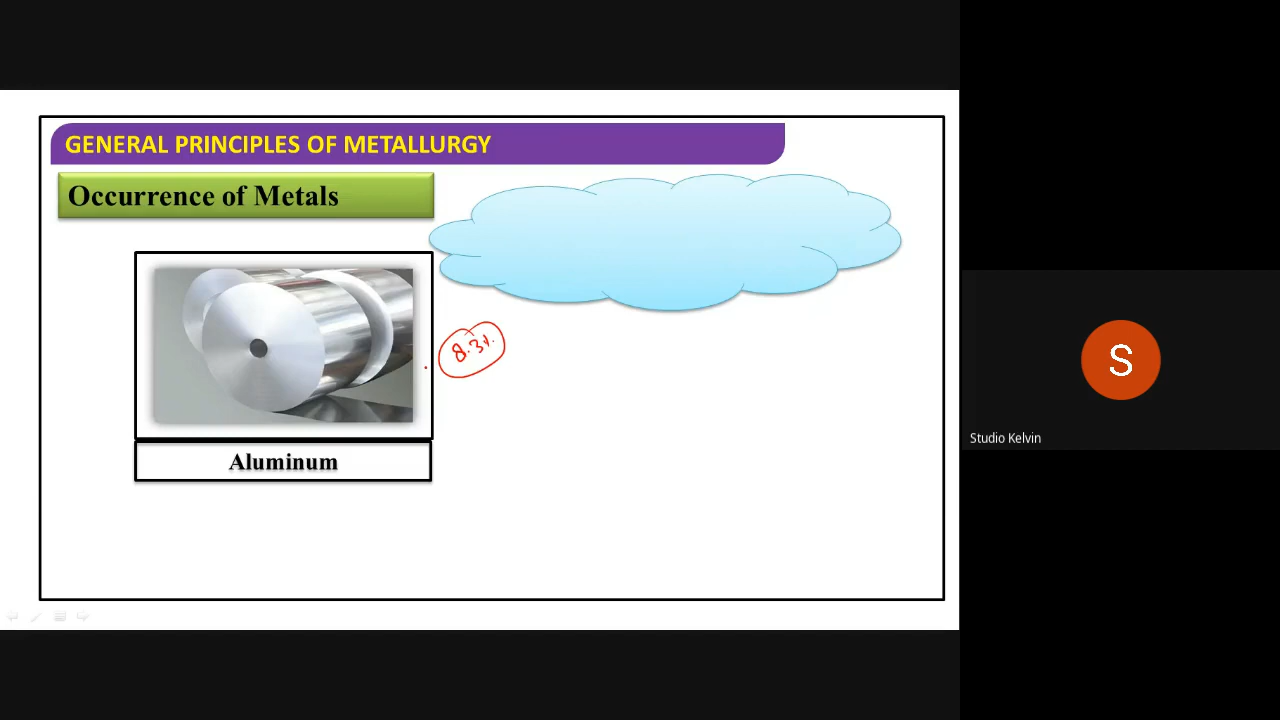 GENERAL PRINCIPLES OF METALLURGY
Occurrence of Metals
8.3%
Aluminum
S
Studio Kelvin